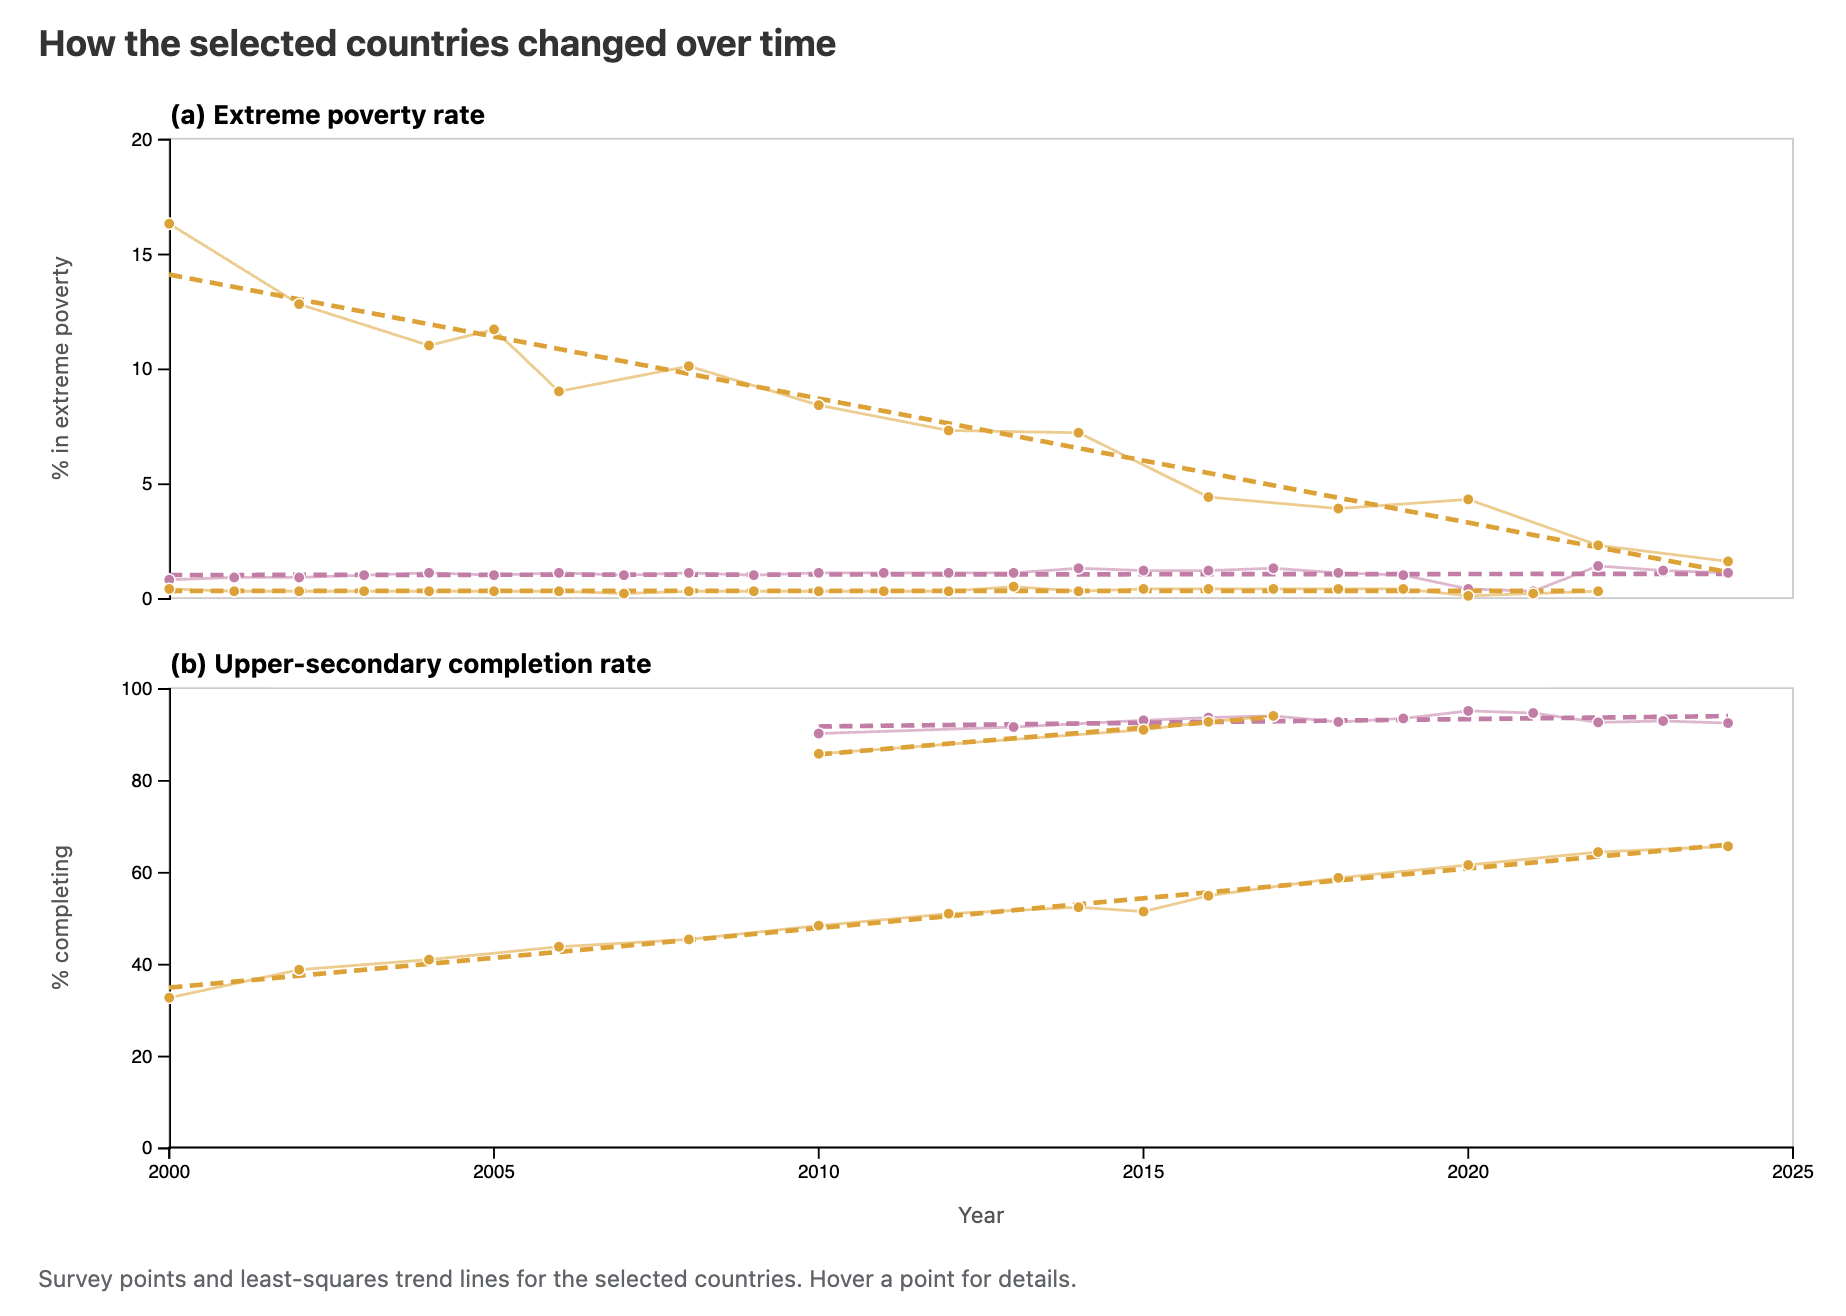 How the selected countries changed over time
(a) Extreme poverty rate
20
15
10
5
0
% in extreme poverty
(b) Upper-secondary completion rate
100
80
60
40
20
0
% completing
2000 2005 2010 2015 2020 2025
Year
Survey points and least-squares trend lines for the selected countries. Hover a point for details.